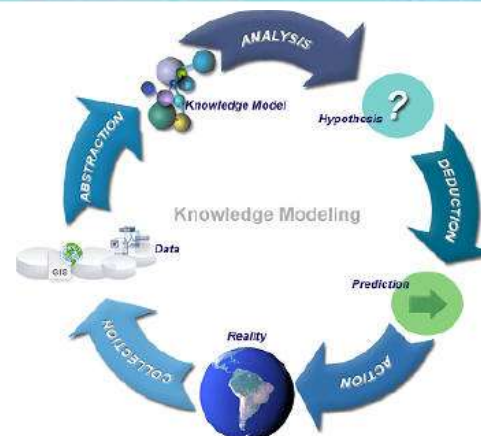 ANALYSIS
Knowledge Model
Hypothesis
?
ABSTRACTION
DEDUCTION
Knowledge Modeling
Data
GIS
Prediction
Reality
COLLECTION
ACTION